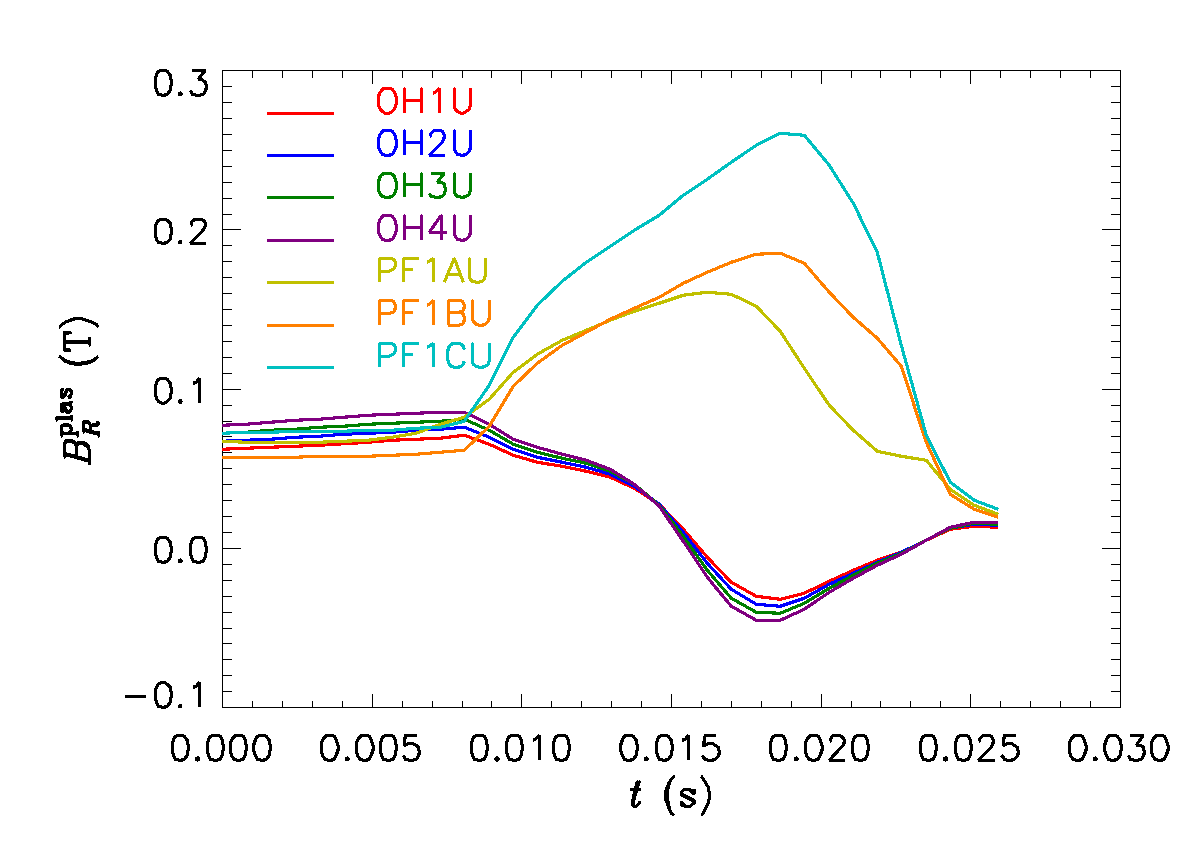 0.3
0.2
0.1
0.0
−0.1
B_R^plas (T)
OH1U
OH2U
OH3U
OH4U
PF1AU
PF1BU
PF1CU
0.000 0.005 0.010 0.015 0.020 0.025 0.030
t (s)